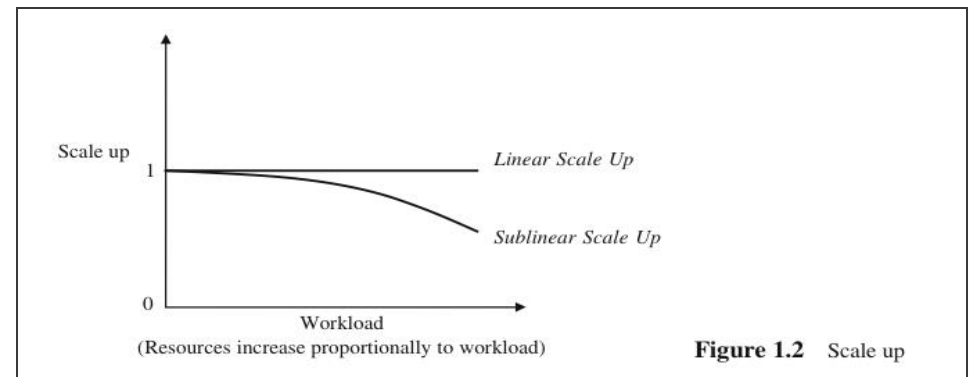 Scale up
1
Linear Scale Up
Sublinear Scale Up
0
Workload
(Resources increase proportionally to workload)
Figure 1.2 Scale up